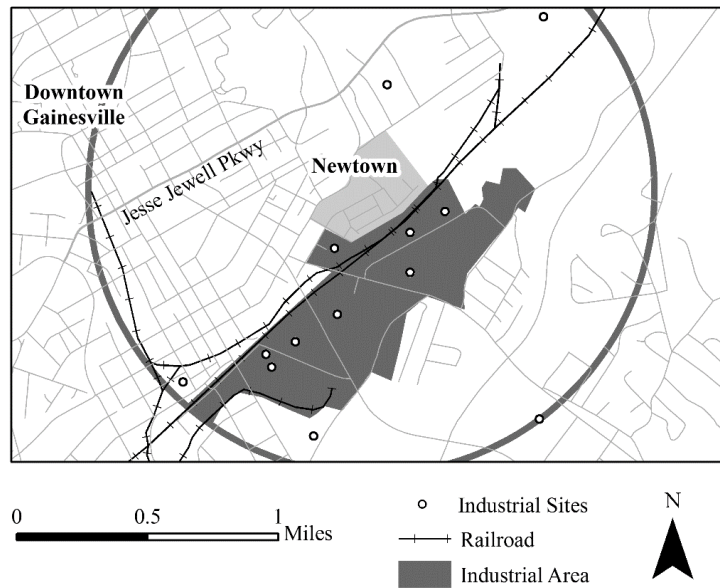 Downtown
Gainesville
Newtown
Jesse Jewell Pkwy
0 0.5 1
Miles
Industrial Sites
Railroad
Industrial Area
N